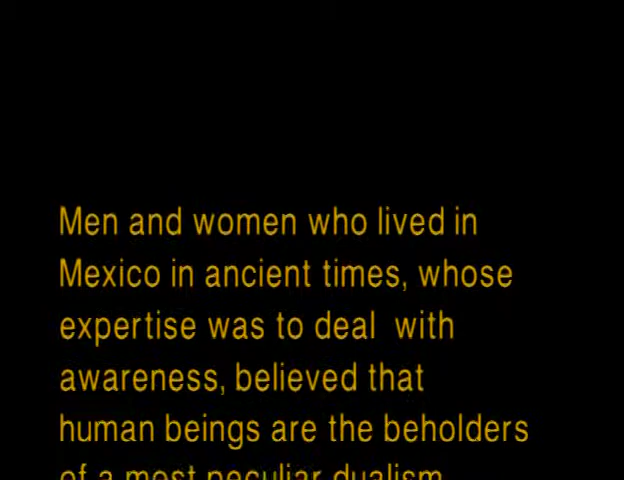 Men and women who lived in
Mexico in ancient times, whose
expertise was to deal  with
awareness, believed that
human beings are the beholders
of a most peculiar dualism